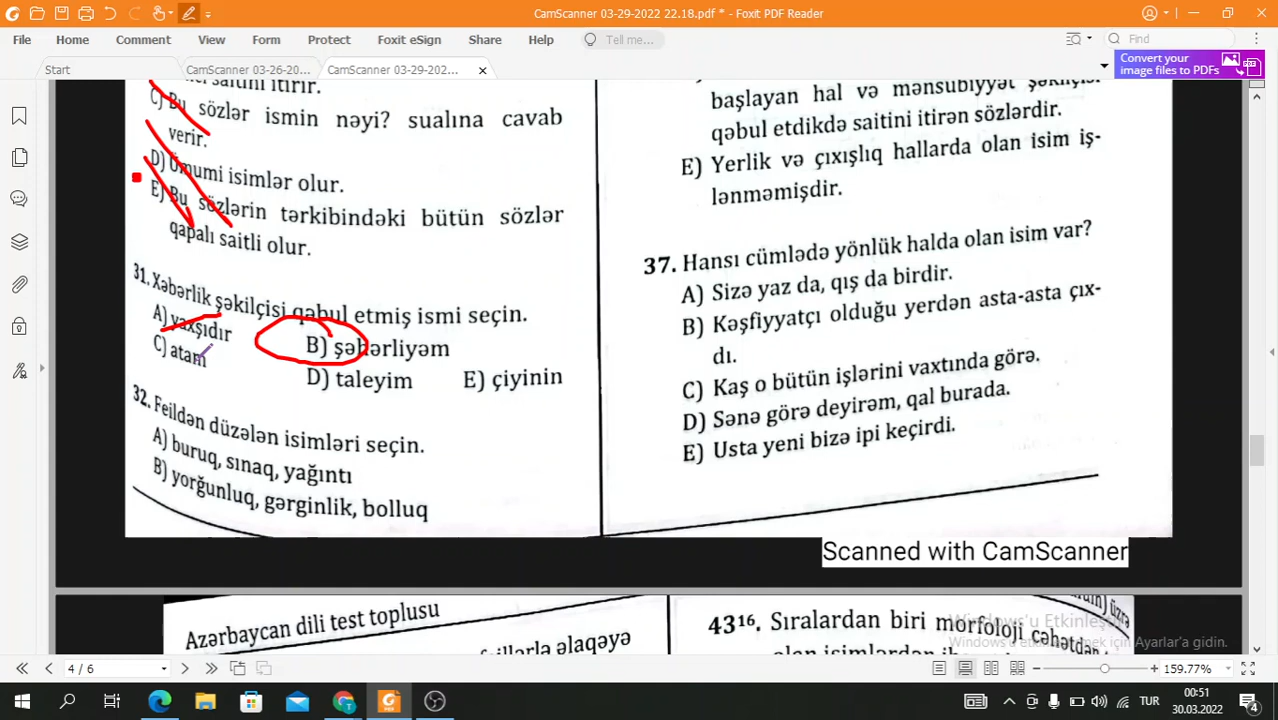 CamScanner 03-29-2022 22.18.pdf * - Foxit PDF Reader
File Home Comment View Form Protect Foxit eSign Share Help Tell me... Find
Start CamScanner 03-26-20... CamScanner 03-29-202...
Convert your
image files to PDFs
saitini itirir.
C) Bu sözlər ismin nəyi? sualına cavab
verir.
D) Ümumi isimlər olur.
E) Bu sözlərin tərkibindəki bütün sözlər
qapalı saitli olur.
31. Xəbərlik şəkilçisi qəbul etmiş ismi seçin.
A) yaxşıdır B) şəhərliyəm
C) atam D) taleyim E) çiyinin
32. Feildən düzələn isimləri seçin.
A) buruq, sınaq, yağıntı
B) yorğunluq, gərginlik, bolluq
başlayan hal və mənsubiyyət şəkilçisi
qəbul etdikdə saitini itirən sözlərdir.
E) Yerlik və çıxışlıq hallarda olan isim iş-
lənməmişdir.
37. Hansı cümlədə yönlük halda olan isim var?
A) Sizə yaz da, qış da birdir.
B) Kəşfiyyatçı olduğu yerdən asta-asta çıx-
dı.
C) Kaş o bütün işlərini vaxtında görə.
D) Sənə görə deyirəm, qal burada.
E) Usta yeni bizə ipi keçirdi.
Scanned with CamScanner
Azərbaycan dili test toplusu
43¹⁶. Sıralardan biri morfoloji cəhətdən
Windows'u Etkinleştir
Windows'u etkinleştirmek için Ayarlar'a gidin.
4 / 6 159.77%
TUR 00:51
30.03.2022 4